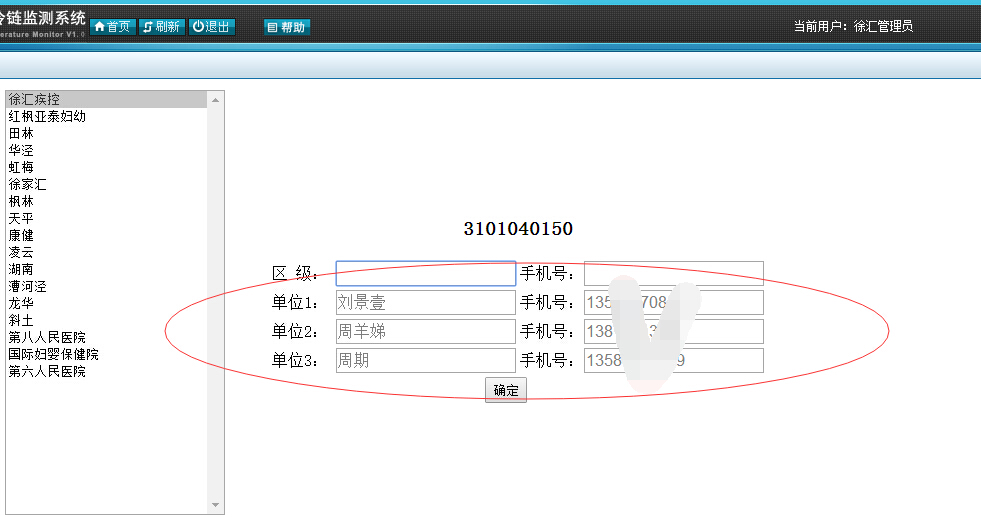 冷链监测系统
erature Monitor V1.0
首页 刷新 退出 帮助
当前用户：徐汇管理员
徐汇疾控
红枫亚泰妇幼
田林
华泾
虹梅
徐家汇
枫林
天平
康健
凌云
湖南
漕河泾
龙华
斜土
第八人民医院
国际妇婴保健院
第六人民医院
3101040150
区 级： 手机号：
单位1： 刘景壹 手机号： 135 708
单位2： 周羊娣 手机号： 138 3
单位3： 周期 手机号： 1358 9
确定